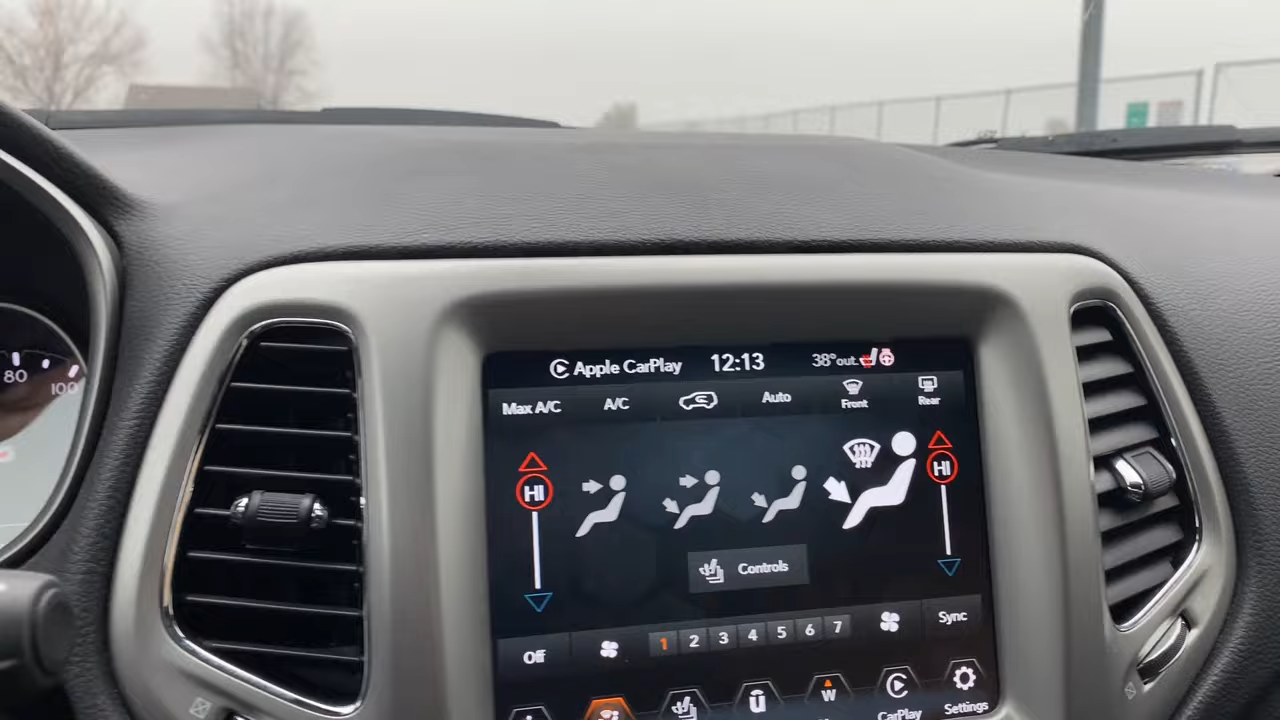 Apple CarPlay 12:13 38°out
Max A/C A/C Auto Front Rear
HI HI
80
100
Controls
Off 1 2 3 4 5 6 7 Sync
ū W
CarPlay Settings